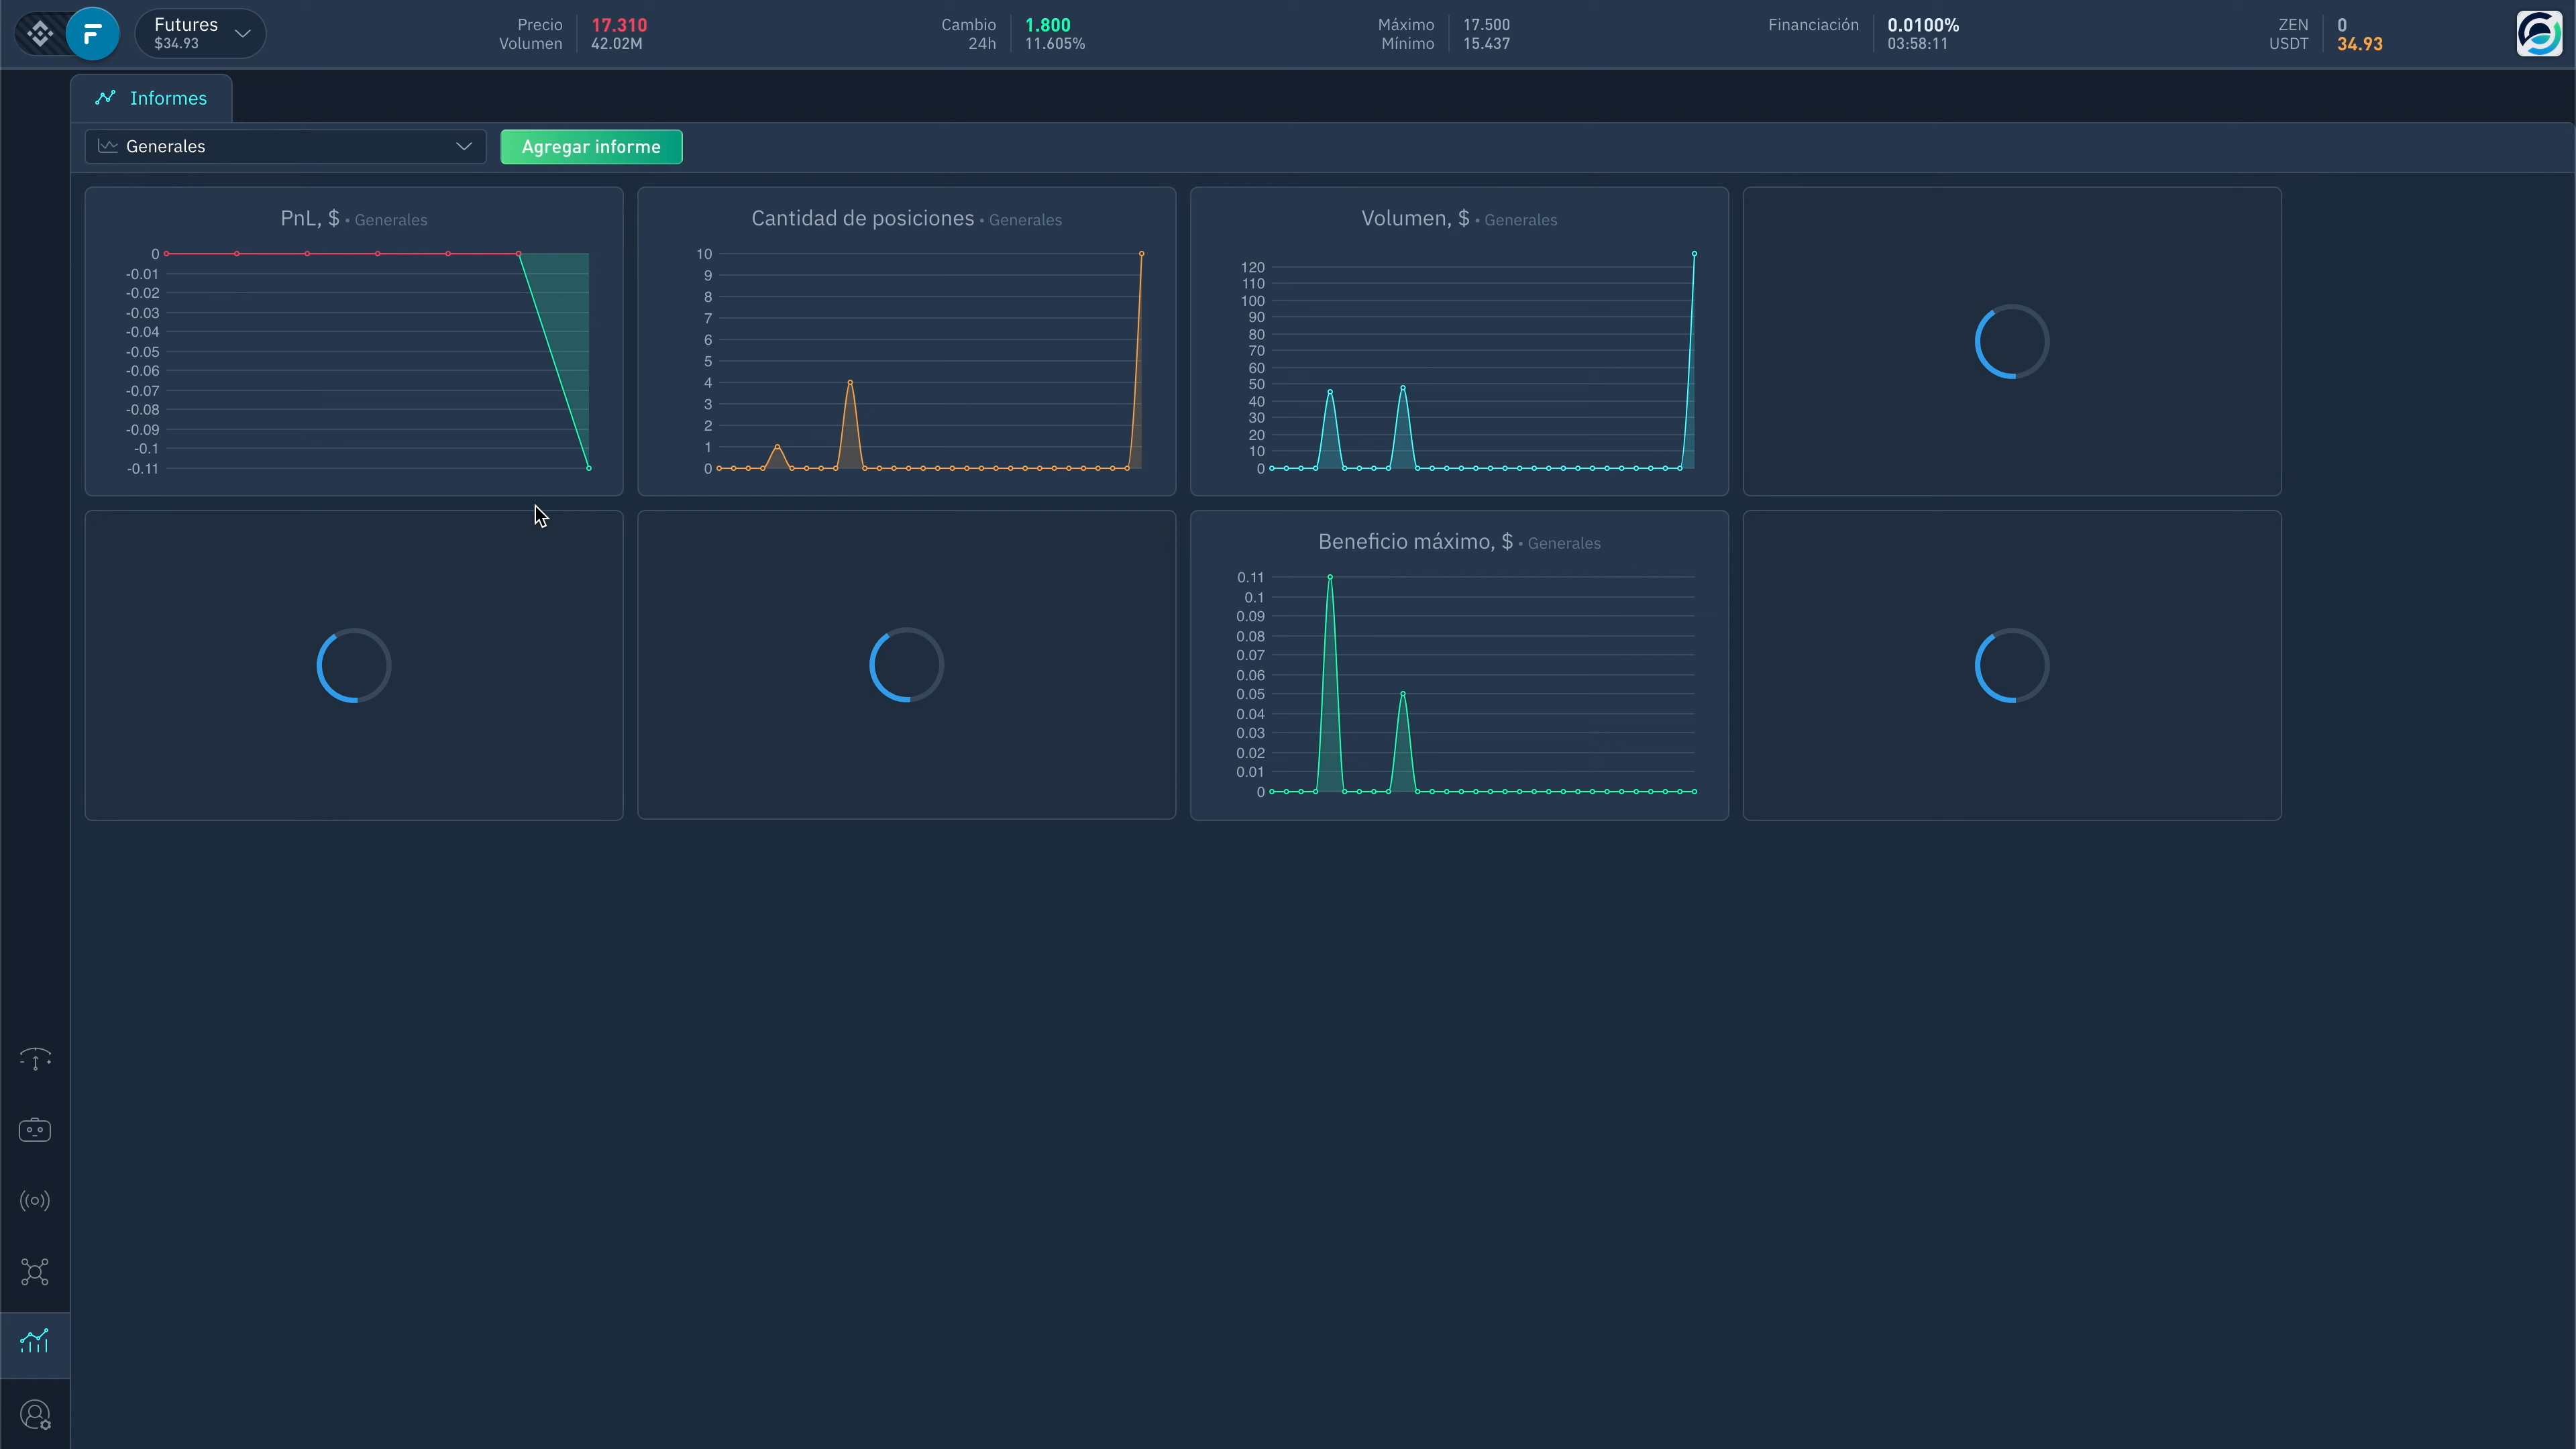 F
Futures
$34.93
Precio 17.310
Volumen 42.02M
Cambio 1.800
24h 11.605%
Máximo 17.500
Mínimo 15.437
Financiación 0.0100%
03:58:11
ZEN 0
USDT 34.93
Informes
Generales
Agregar informe
PnL, $ • Generales
0
-0.01
-0.02
-0.03
-0.04
-0.05
-0.06
-0.07
-0.08
-0.09
-0.1
-0.11
Cantidad de posiciones • Generales
10
9
8
7
6
5
4
3
2
1
0
Volumen, $ • Generales
120
110
100
90
80
70
60
50
40
30
20
10
0
Beneficio máximo, $ • Generales
0.11
0.1
0.09
0.08
0.07
0.06
0.05
0.04
0.03
0.02
0.01
0